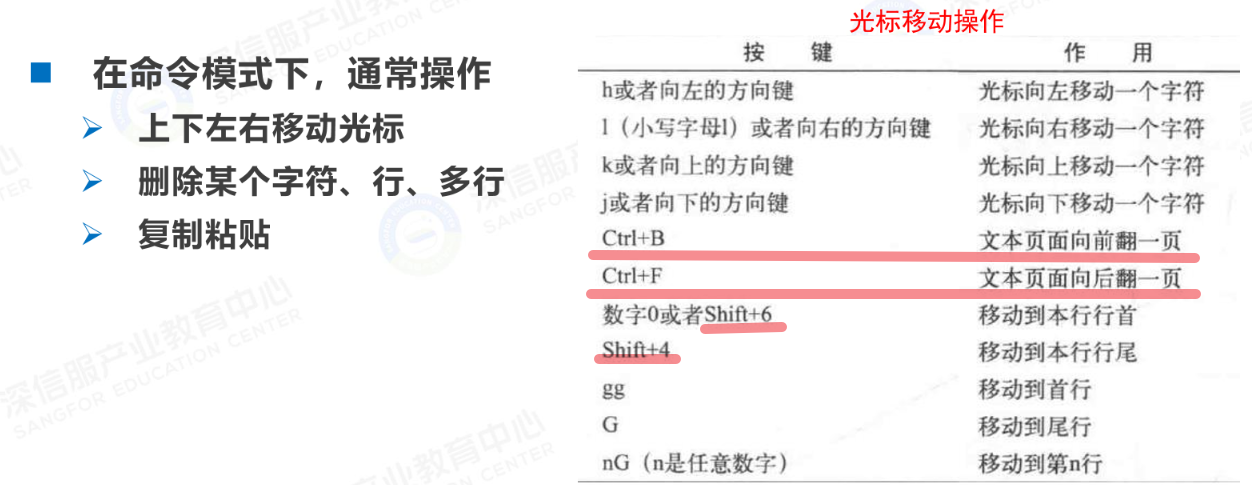 光标移动操作
在命令模式下，通常操作
上下左右移动光标
删除某个字符、行、多行
复制粘贴
按 键 作 用
h或者向左的方向键 光标向左移动一个字符
l（小写字母l）或者向右的方向键 光标向右移动一个字符
k或者向上的方向键 光标向上移动一个字符
j或者向下的方向键 光标向下移动一个字符
Ctrl+B 文本页面向前翻一页
Ctrl+F 文本页面向后翻一页
数字0或者Shift+6 移动到本行行首
Shift+4 移动到本行行尾
gg 移动到首行
G 移动到尾行
nG（n是任意数字） 移动到第n行
深信服产业教育中心
SANGFOR EDUCATION CENTER